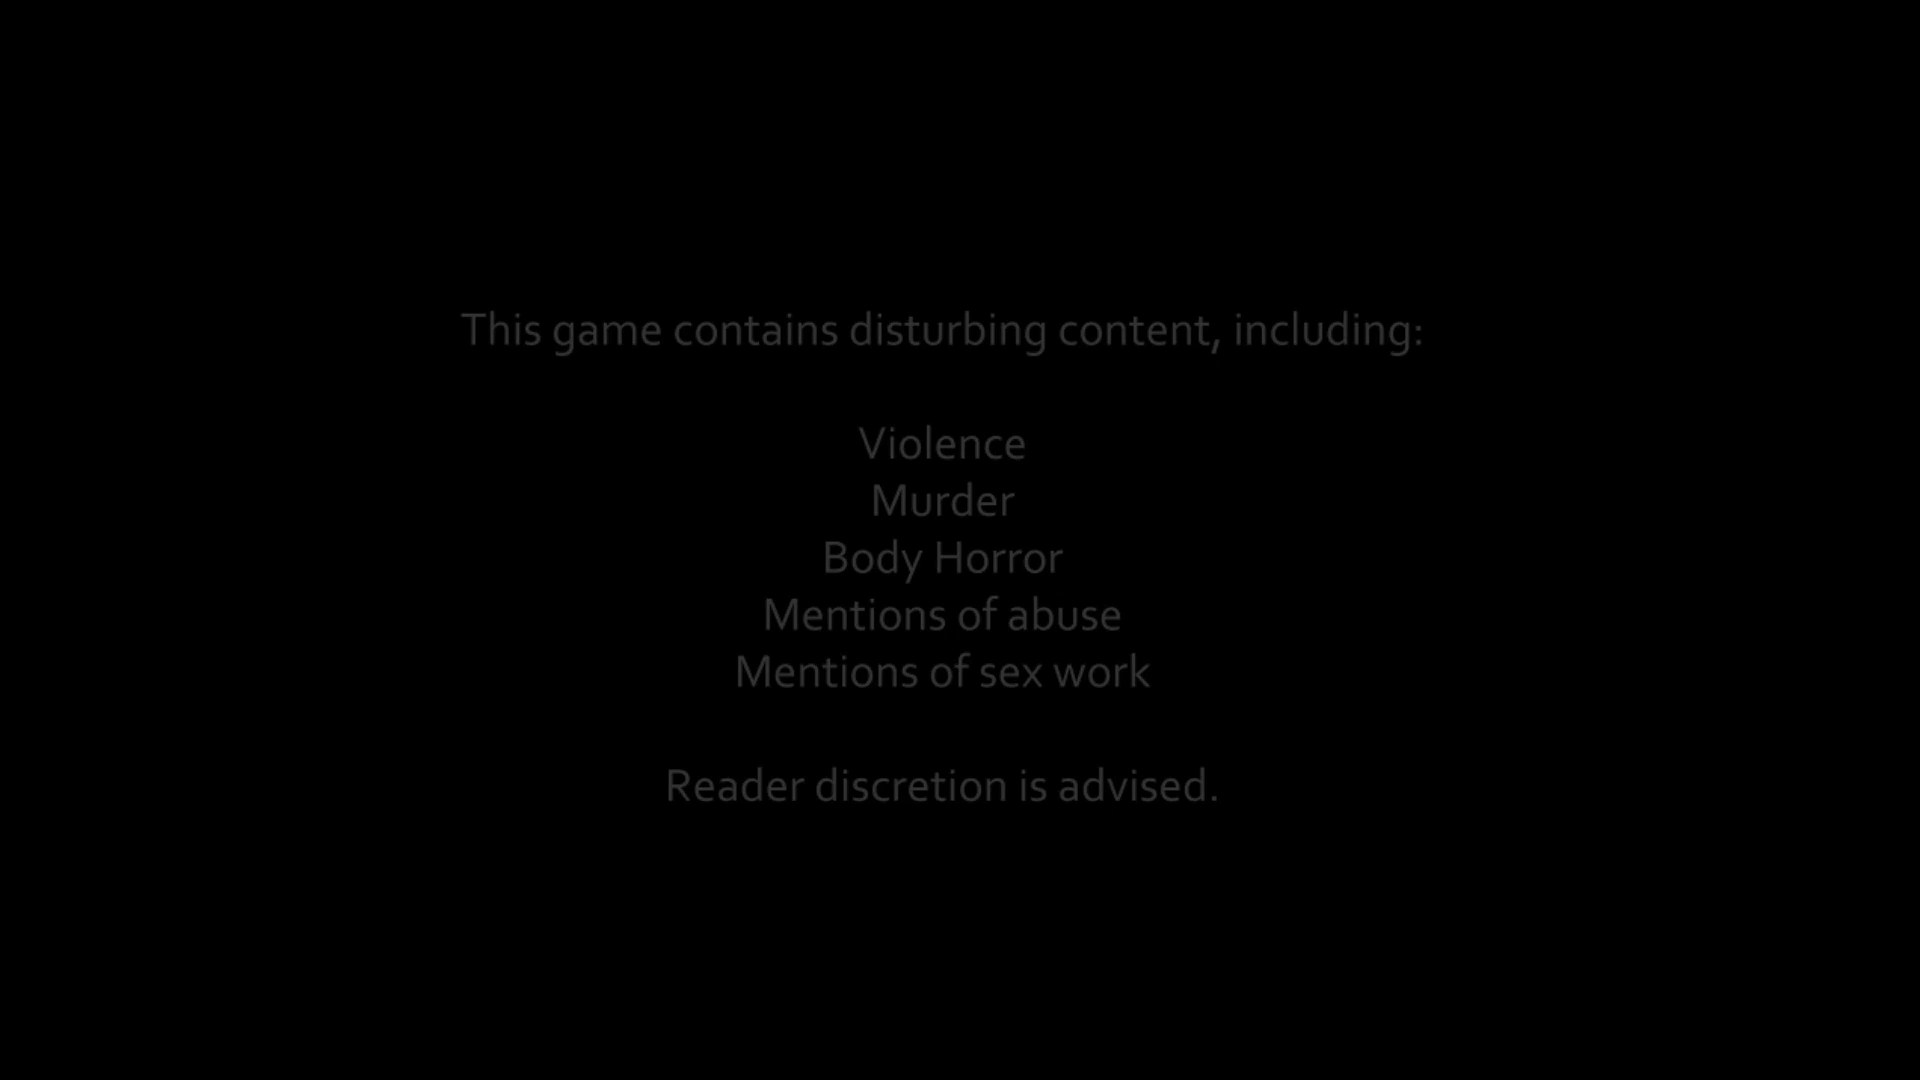 This game contains disturbing content, including:
Violence
Murder
Body Horror
Mentions of abuse
Mentions of sex work
Reader discretion is advised.